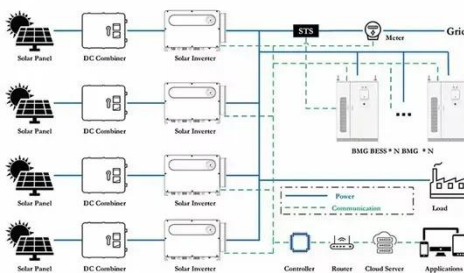 STS
Meter
Grid
Solar Panel DC Combiner Solar Inverter
Solar Panel DC Combiner Solar Inverter
BMG BESS * N BMG * N
Solar Panel DC Combiner Solar Inverter
Power
Communication
Load
Solar Panel DC Combiner Solar Inverter
Controller Router Cloud Server Applications